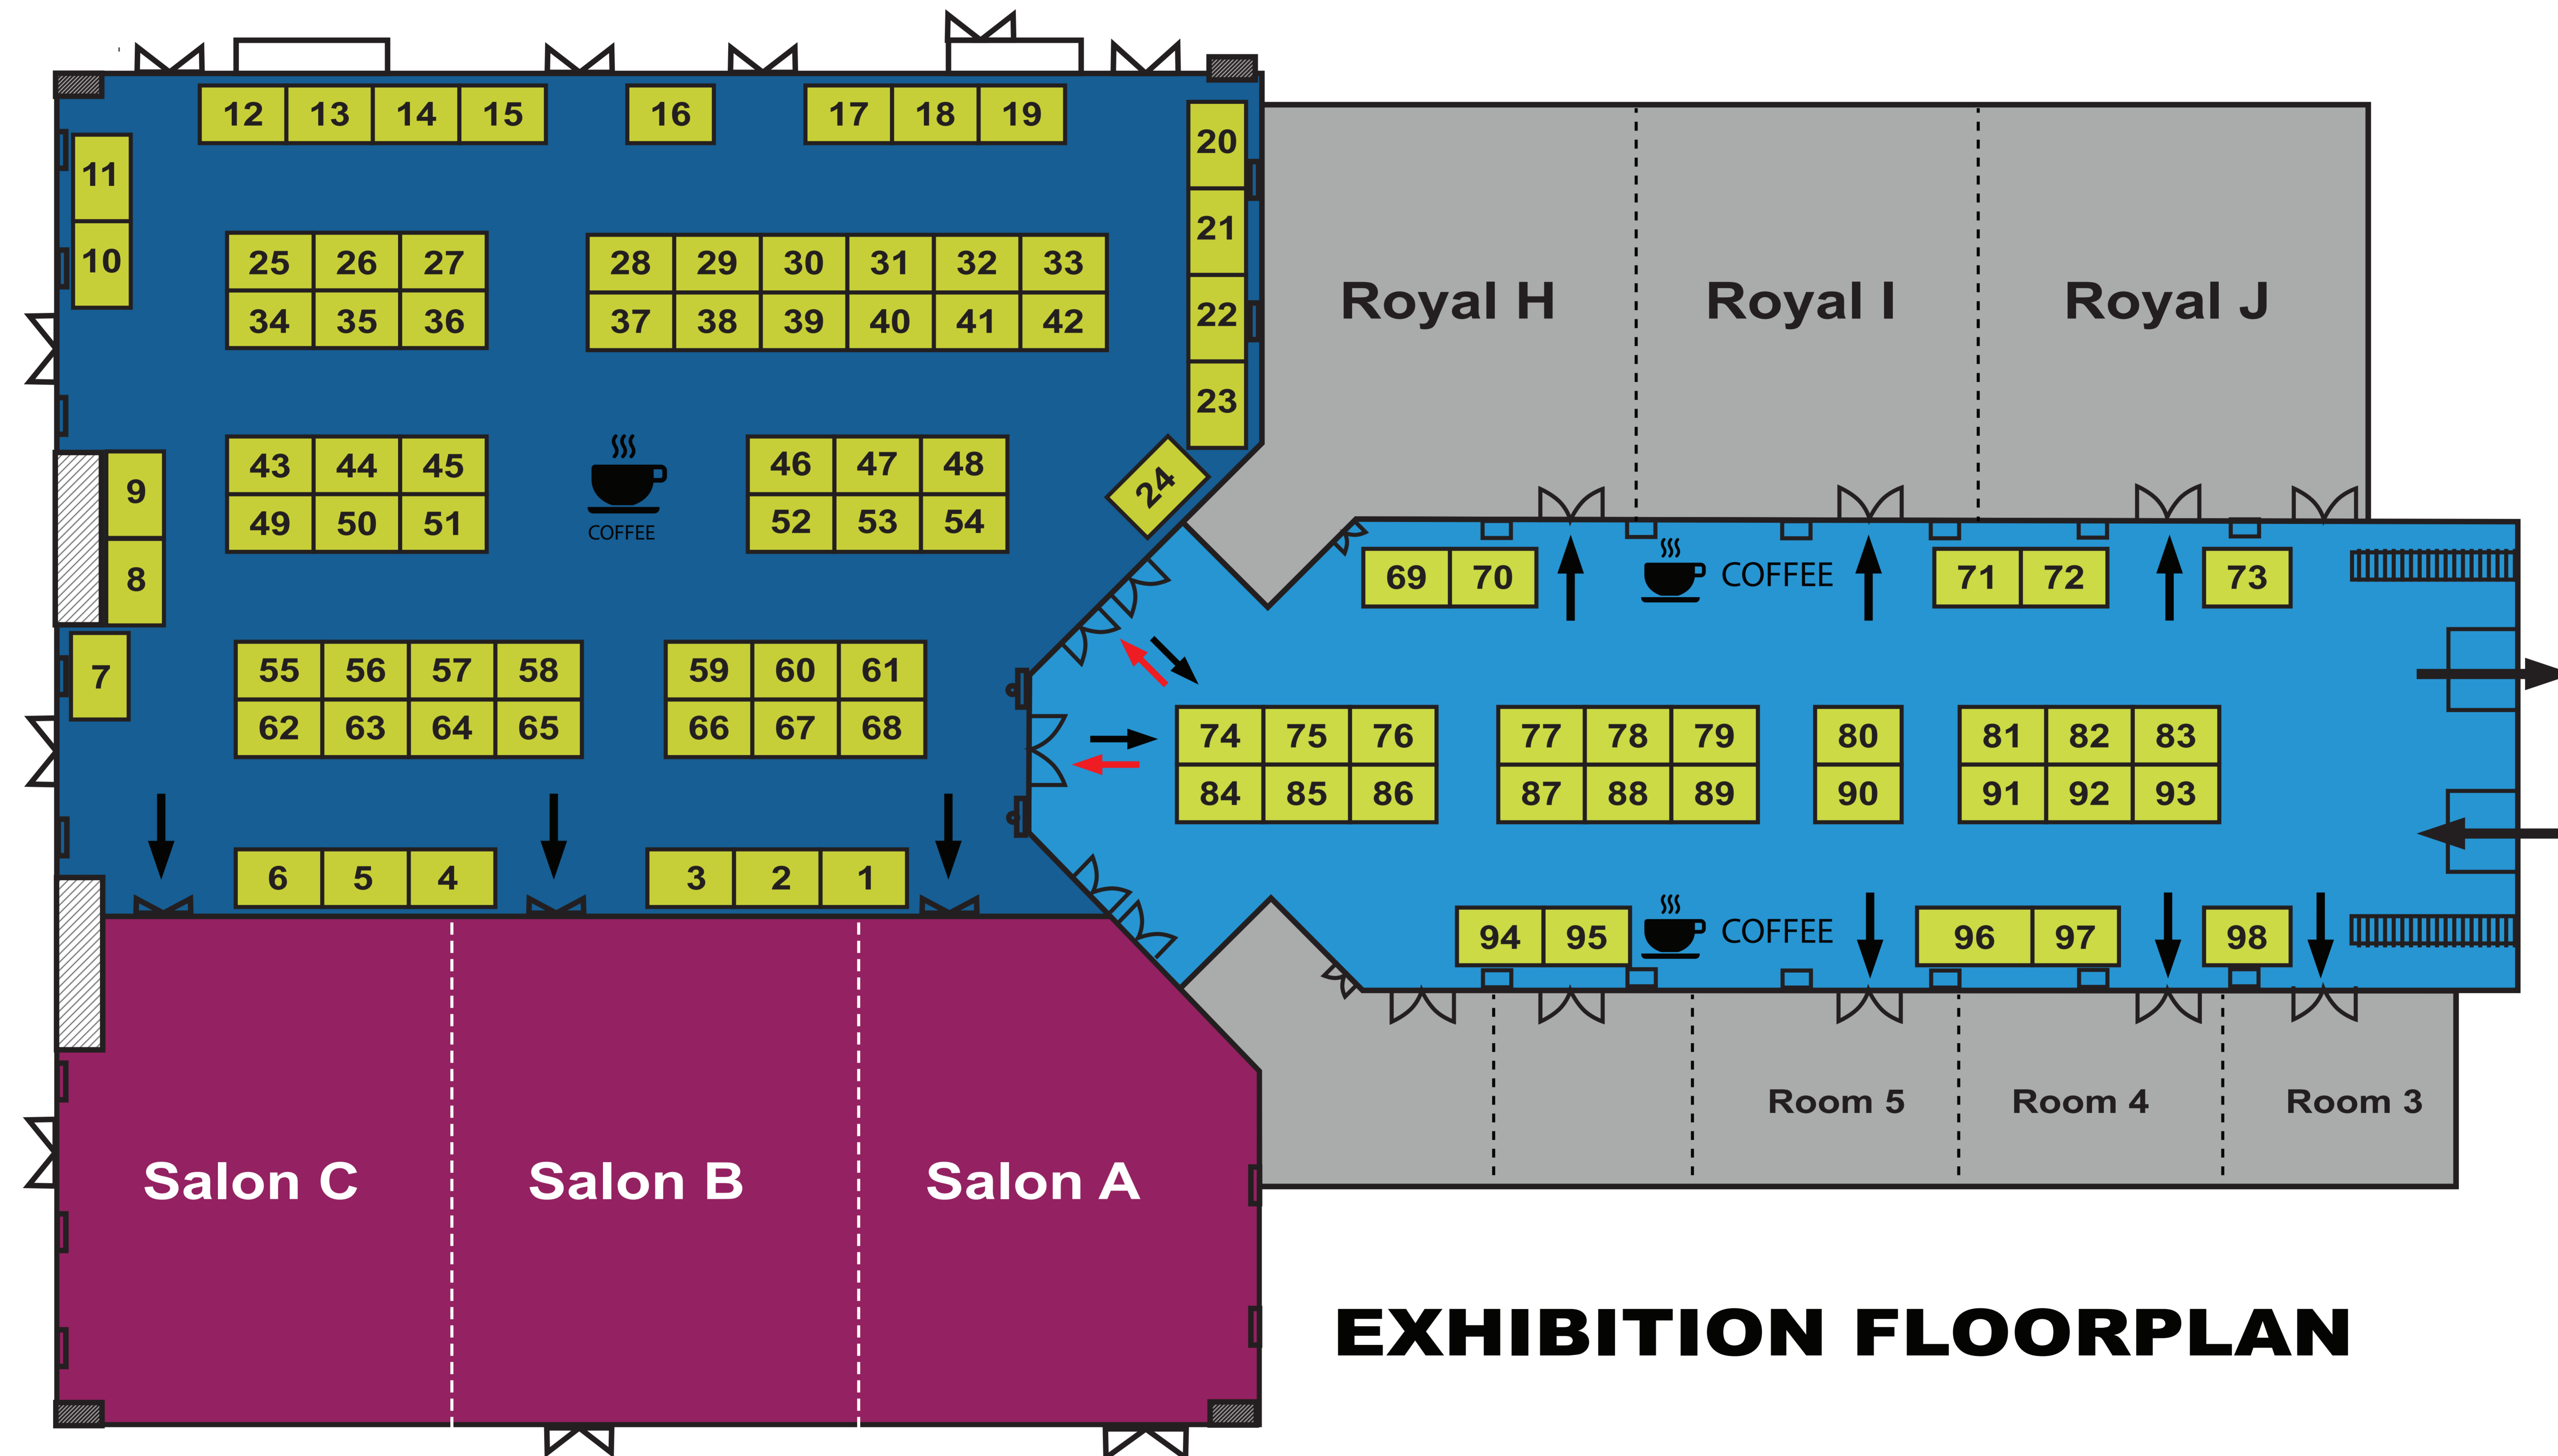 12 13 14 15 16 17 18 19
20
11
21
10
25 26 27 28 29 30 31 32 33
34 35 36 37 38 39 40 41 42
22
23
Royal H Royal I Royal J
43 44 45 46 47 48
49 50 51 52 53 54
COFFEE
24
9
8
7
69 70 COFFEE 71 72 73
55 56 57 58 59 60 61
62 63 64 65 66 67 68
74 75 76 77 78 79 80 81 82 83
84 85 86 87 88 89 90 91 92 93
6 5 4 3 2 1
94 95 COFFEE 96 97 98
Room 5 Room 4 Room 3
Salon C Salon B Salon A
EXHIBITION FLOORPLAN